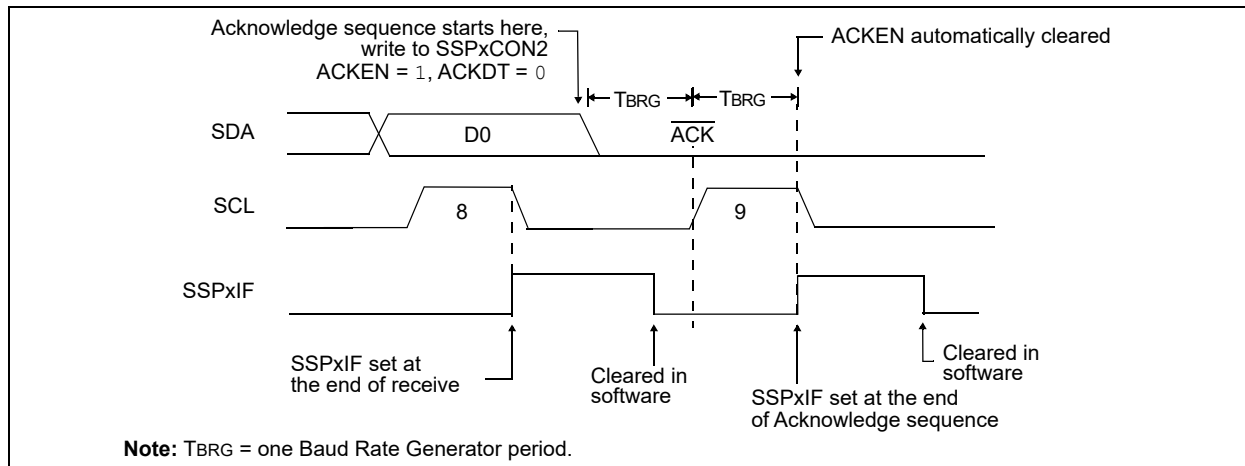 Acknowledge sequence starts here,
write to SSPxCON2
ACKEN = 1, ACKDT = 0
ACKEN automatically cleared
TBRG
TBRG
SDA
D0
ACK
SCL
8
9
SSPxIF
SSPxIF set at
the end of receive
Cleared in
software
SSPxIF set at the end
of Acknowledge sequence
Cleared in
software
Note: TBRG = one Baud Rate Generator period.